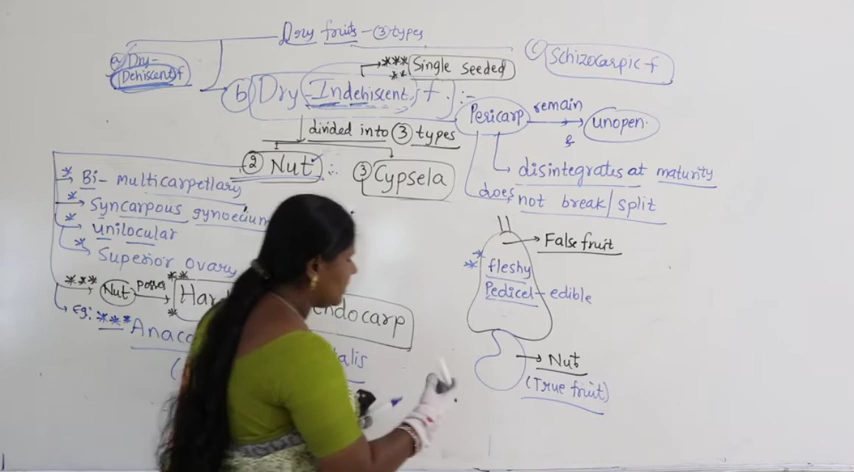 Dry fruits - ③ types
a) Dry-
Dehiscent f
*** Single seeded
**
c) Schizocarpic f
b) Dry - Indehiscent f. :-
Pericarp remain unopen.
&
divided into ③ types
disintegrates at maturity
does not break/split
② Nut :-
③ Cypsela
* Bi- multicarpellary
* Syncarpous gynoecium
* Unilocular
* Superior ovary
*** Nut
** Har
*
endocarp
Eg: *** Anaco
alis
(
→ False fruit
** fleshy
Pedicel - edible
→ Nut
(True fruit)